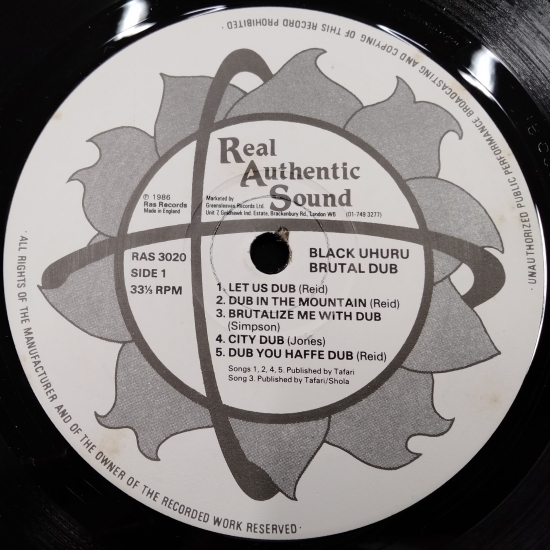 UNAUTHORIZED PUBLIC PERFORMANCE BROADCASTING AND COPYING OF THIS RECORD PROHIBITED ·
Real
Authentic
Sound
℗ 1986
Ras Records
Made in England
Marketed by
Greensleeves Records Ltd
Unit 7 Goldhawk Ind. Estate, Brackenbury Rd, London W6 (01-749 3277)
RAS 3020
SIDE 1
33⅓ RPM
BLACK UHURU
BRUTAL DUB
1. LET US DUB (Reid)
2. DUB IN THE MOUNTAIN (Reid)
3. BRUTALIZE ME WITH DUB
(Simpson)
4. CITY DUB (Jones)
5. DUB YOU HAFFE DUB (Reid)
Songs 1, 2, 4, 5. Published by Tafari
Song 3. Published by Tafari/Shola
· ALL RIGHTS OF THE MANUFACTURER AND OF THE OWNER OF THE RECORDED WORK RESERVED ·